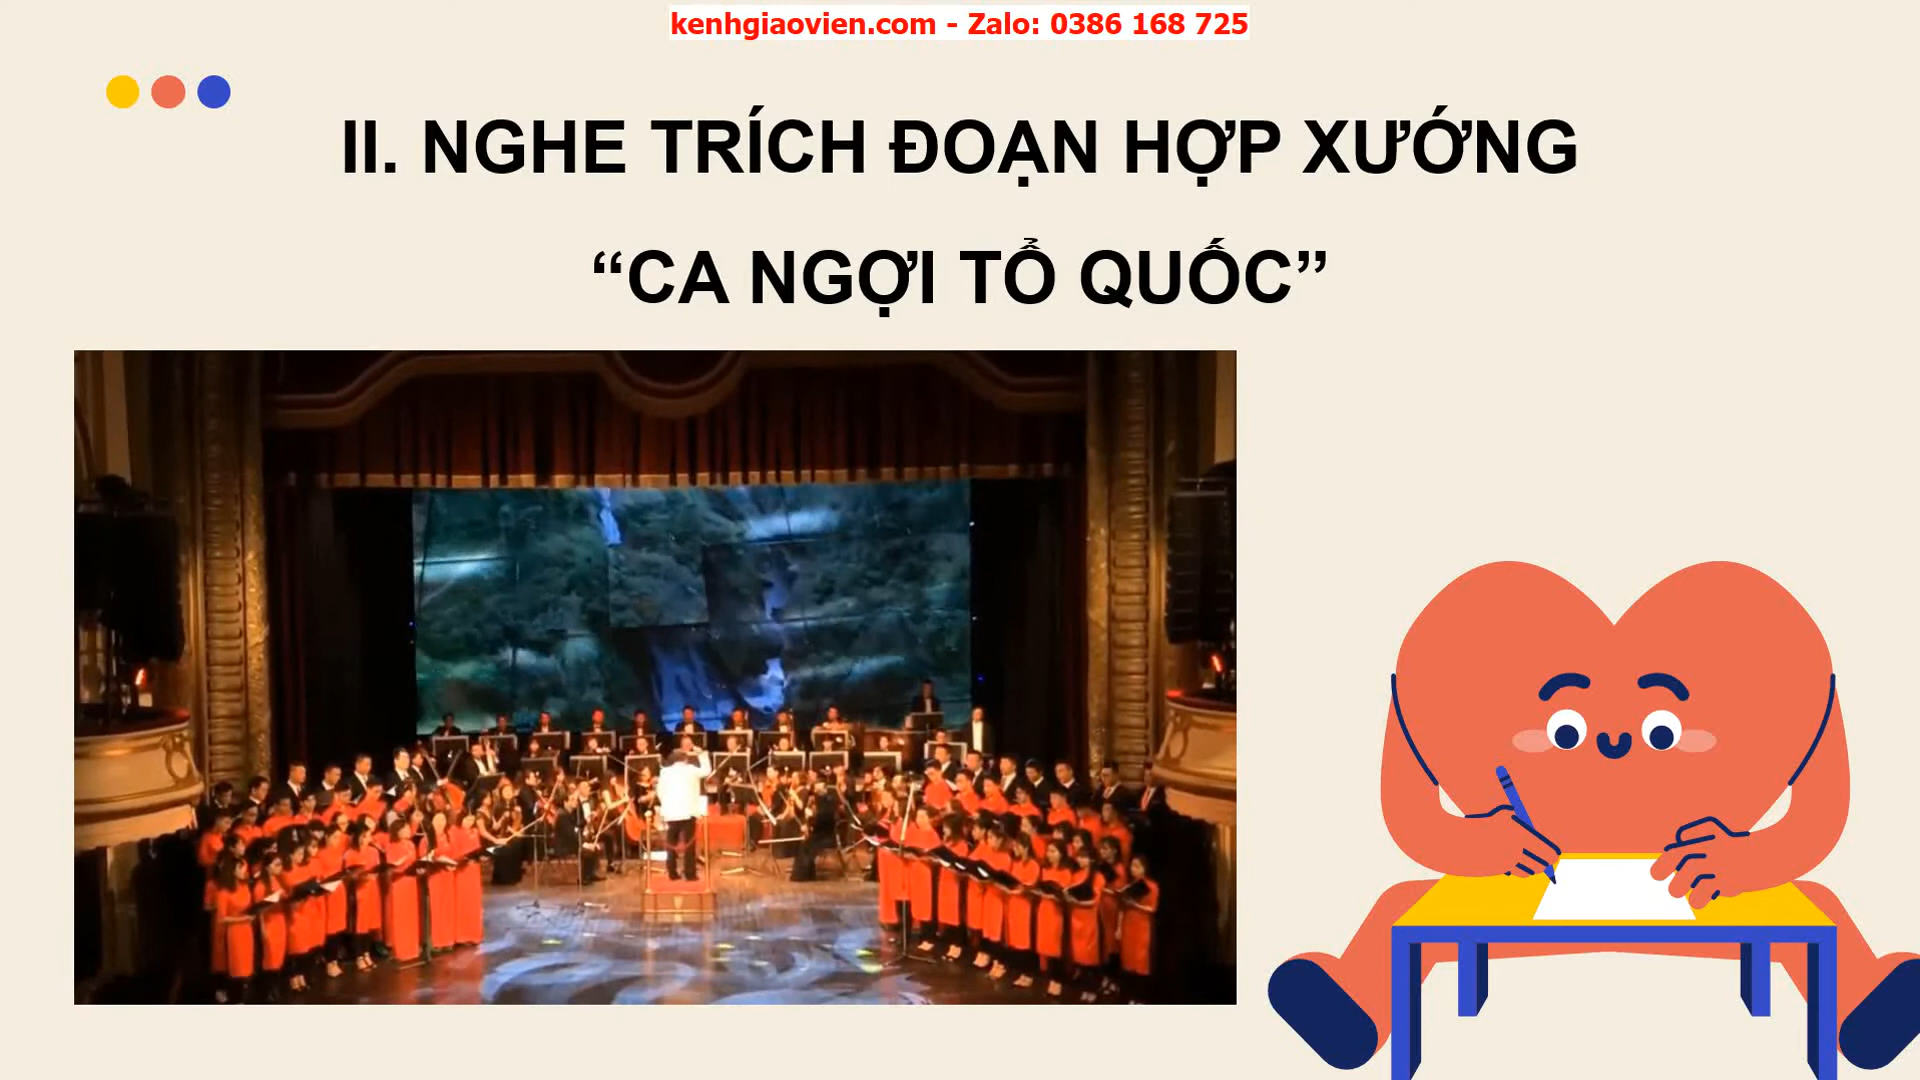 kenhgiaovien.com - Zalo: 0386 168 725
II. NGHE TRÍCH ĐOẠN HỢP XƯỚNG
“CA NGỢI TỔ QUỐC”